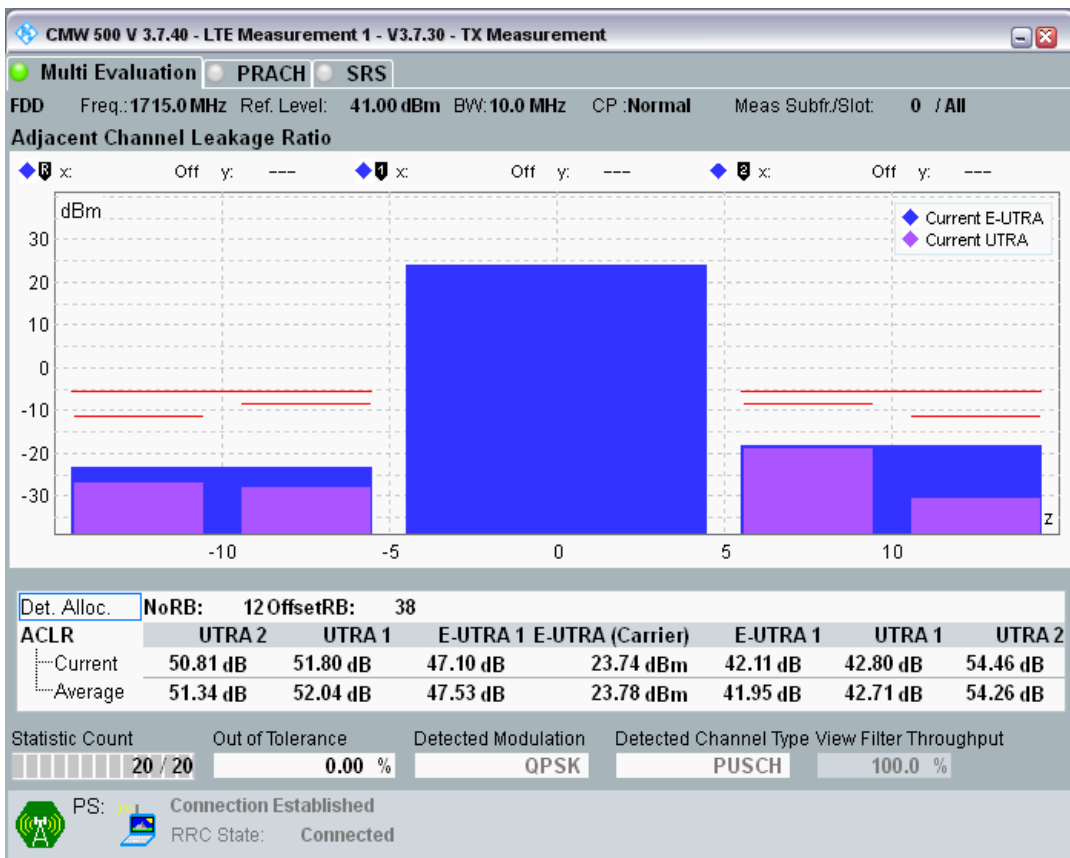 CMW 500 V 3.7.40 - LTE Measurement 1 - V3.7.30 - TX Measurement
Multi Evaluation PRACH SRS
FDD Freq.:1715.0 MHz Ref. Level: 41.00 dBm BW:10.0 MHz CP :Normal Meas Subfr./Slot: 0 / All
Adjacent Channel Leakage Ratio
R x: Off y: --- 1 x: Off y: --- 2 x: Off y: ---
dBm
Current E-UTRA
Current UTRA
30
20
10
0
-10
-20
-30
z
-10 -5 0 5 10
Det. Alloc. NoRB: 12 OffsetRB: 38
ACLR UTRA 2 UTRA 1 E-UTRA 1 E-UTRA (Carrier) E-UTRA 1 UTRA 1 UTRA 2
Current 50.81 dB 51.80 dB 47.10 dB 23.74 dBm 42.11 dB 42.80 dB 54.46 dB
Average 51.34 dB 52.04 dB 47.53 dB 23.78 dBm 41.95 dB 42.71 dB 54.26 dB
Statistic Count Out of Tolerance Detected Modulation Detected Channel Type View Filter Throughput
20 / 20 0.00 % QPSK PUSCH 100.0 %
PS: Connection Established
RRC State: Connected